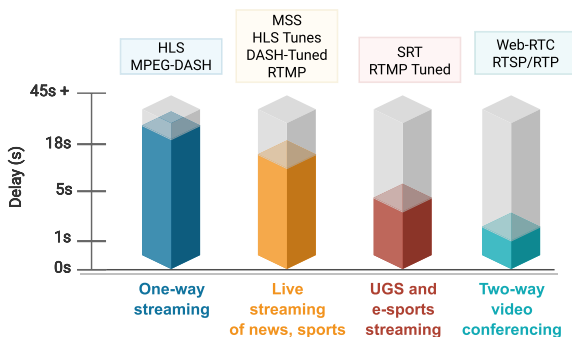 HLS
MPEG-DASH
MSS
HLS Tunes
DASH-Tuned
RTMP
SRT
RTMP Tuned
Web-RTC
RTSP/RTP
Delay (s)
45s +
18s
5s
1s
0s
One-way
streaming
Live
streaming
of news, sports
UGS and
e-sports
streaming
Two-way
video
conferencing